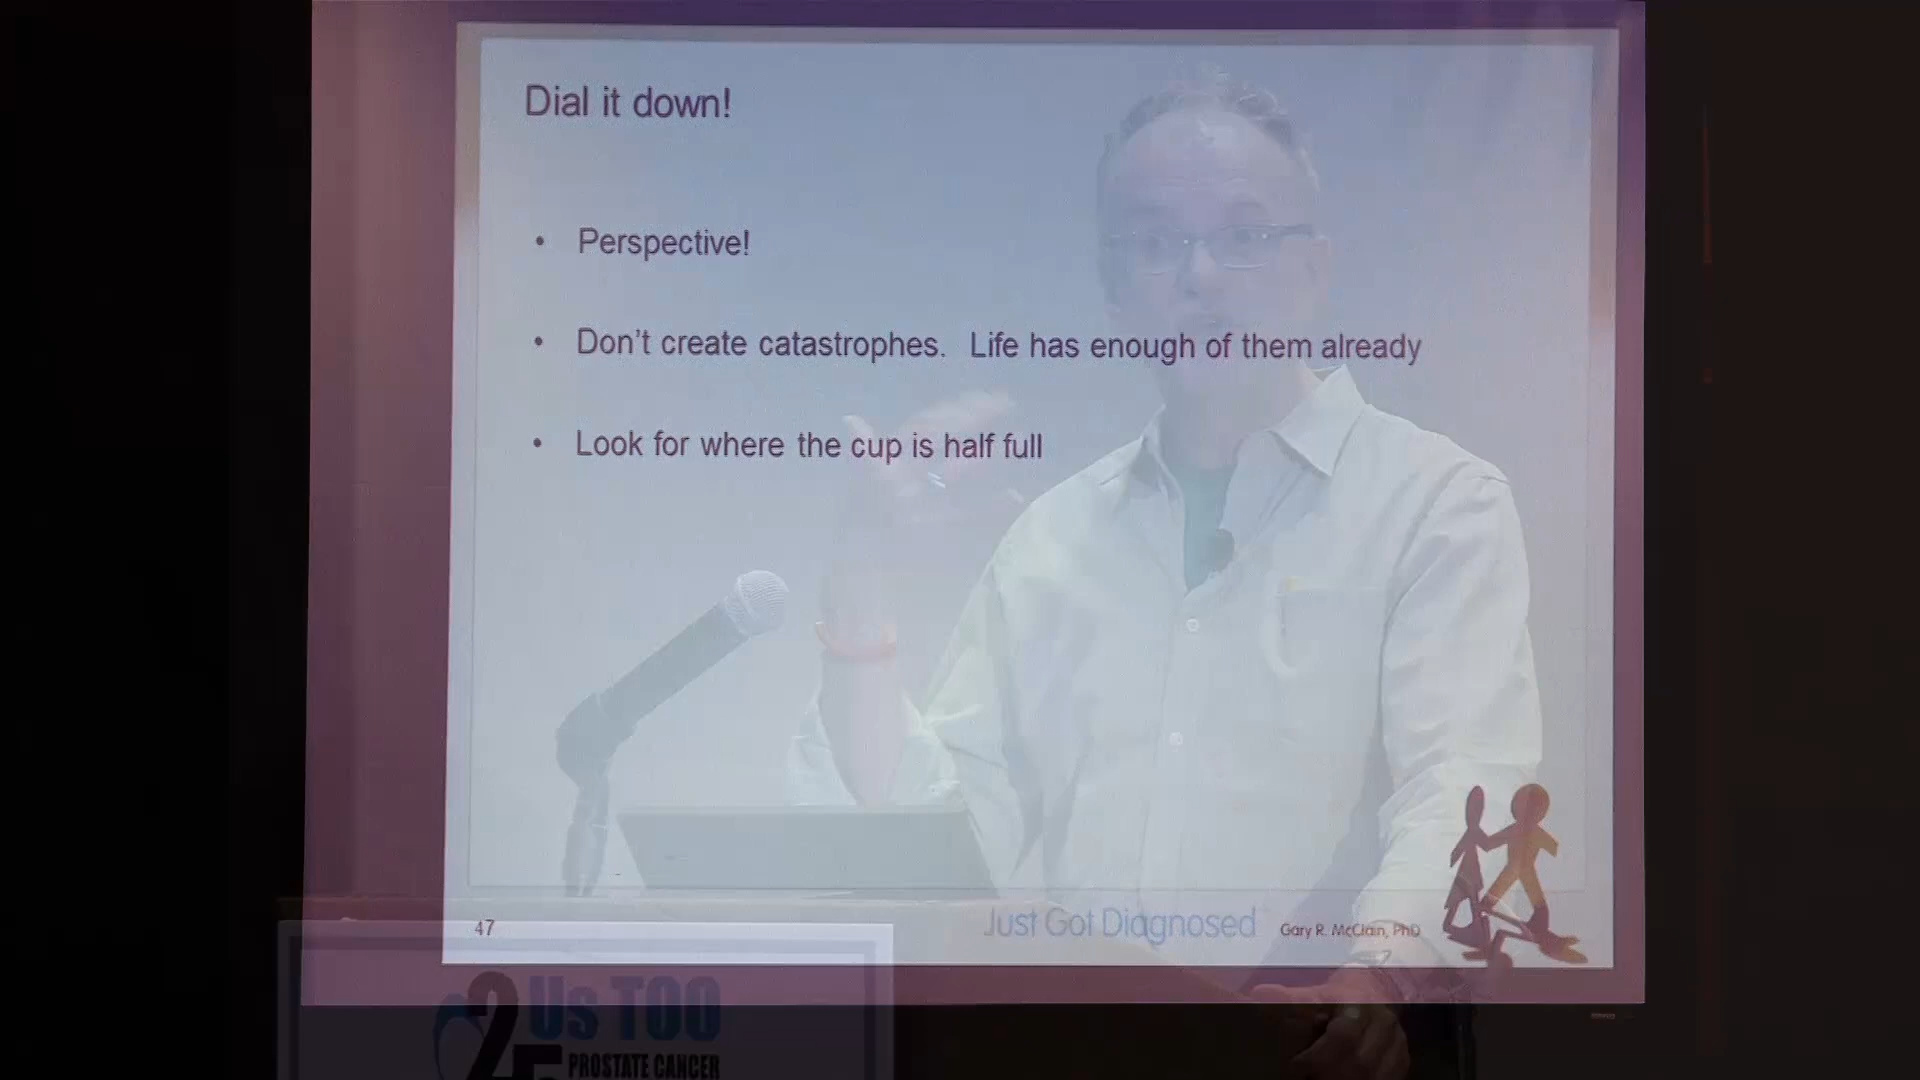 Dial it down!
• Perspective!
• Don't create catastrophes. Life has enough of them already
• Look for where the cup is half full
47
Just Got Diagnosed
Gary R. McClain, PhD
25
Us TOO
PROSTATE CANCER